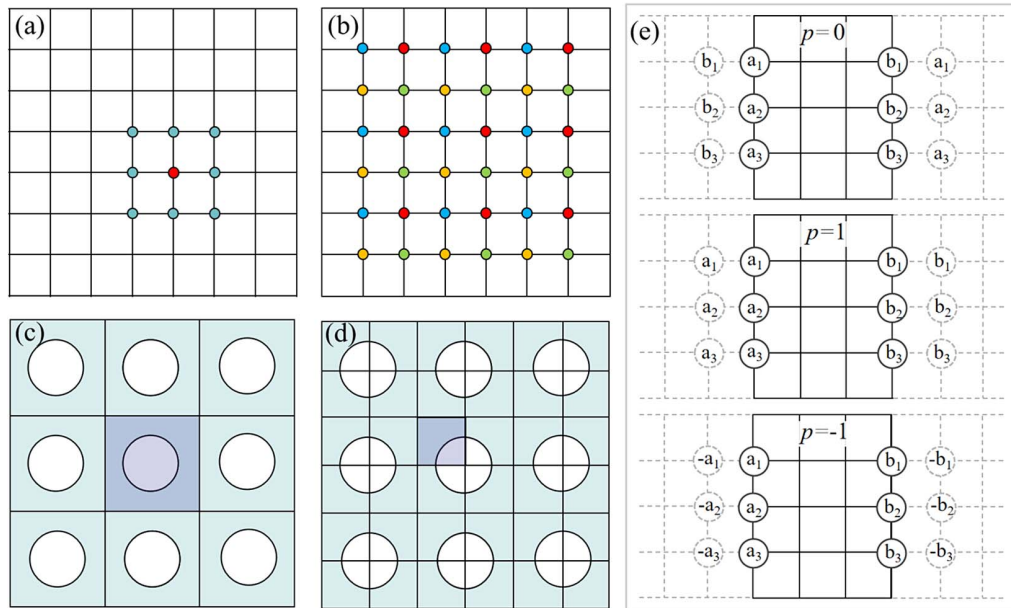 (a)
(b)
(c)
(d)
(e)
p=0
b₁ a₁ b₁ a₁
b₂ a₂ b₂ a₂
b₃ a₃ b₃ a₃
p=1
a₁ a₁ b₁ b₁
a₂ a₂ b₂ b₂
a₃ a₃ b₃ b₃
p=-1
-a₁ a₁ b₁ -b₁
-a₂ a₂ b₂ -b₂
-a₃ a₃ b₃ -b₃